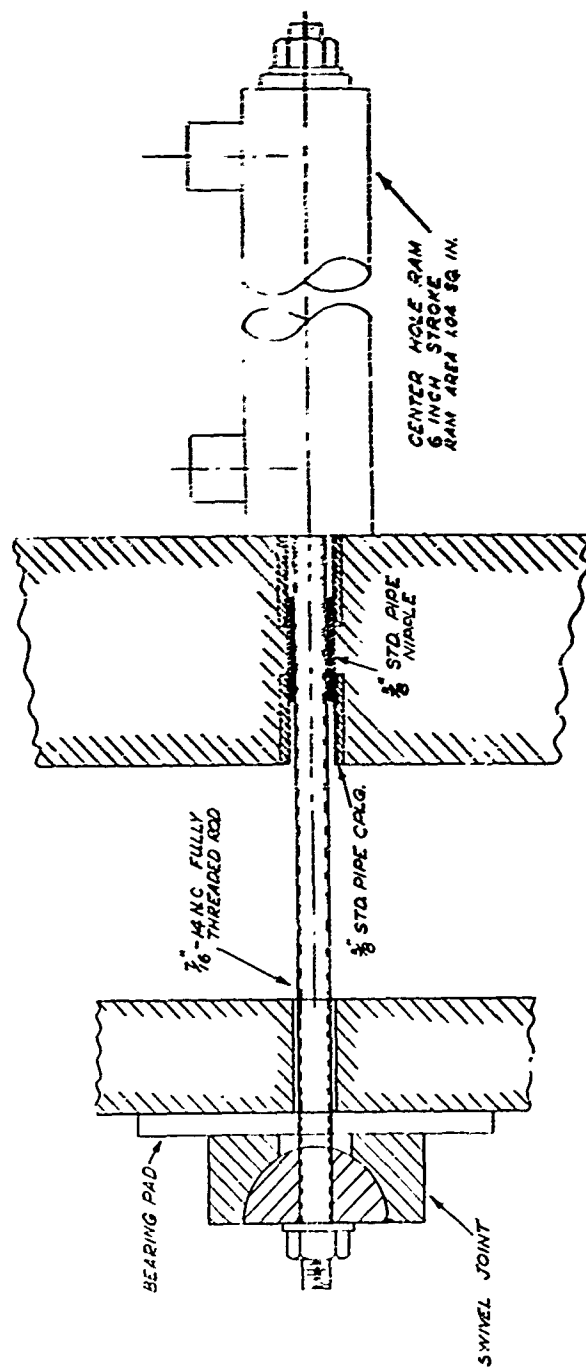 BEARING PAD
SWIVEL JOINT
7/16"-14NC FULLY
THREADED ROD
3/8" STD. PIPE CPLG.
3/8" STD. PIPE
NIPPLE
CENTER HOLE RAM
6 INCH STROKE
RAM AREA 1.04 SQ. IN.